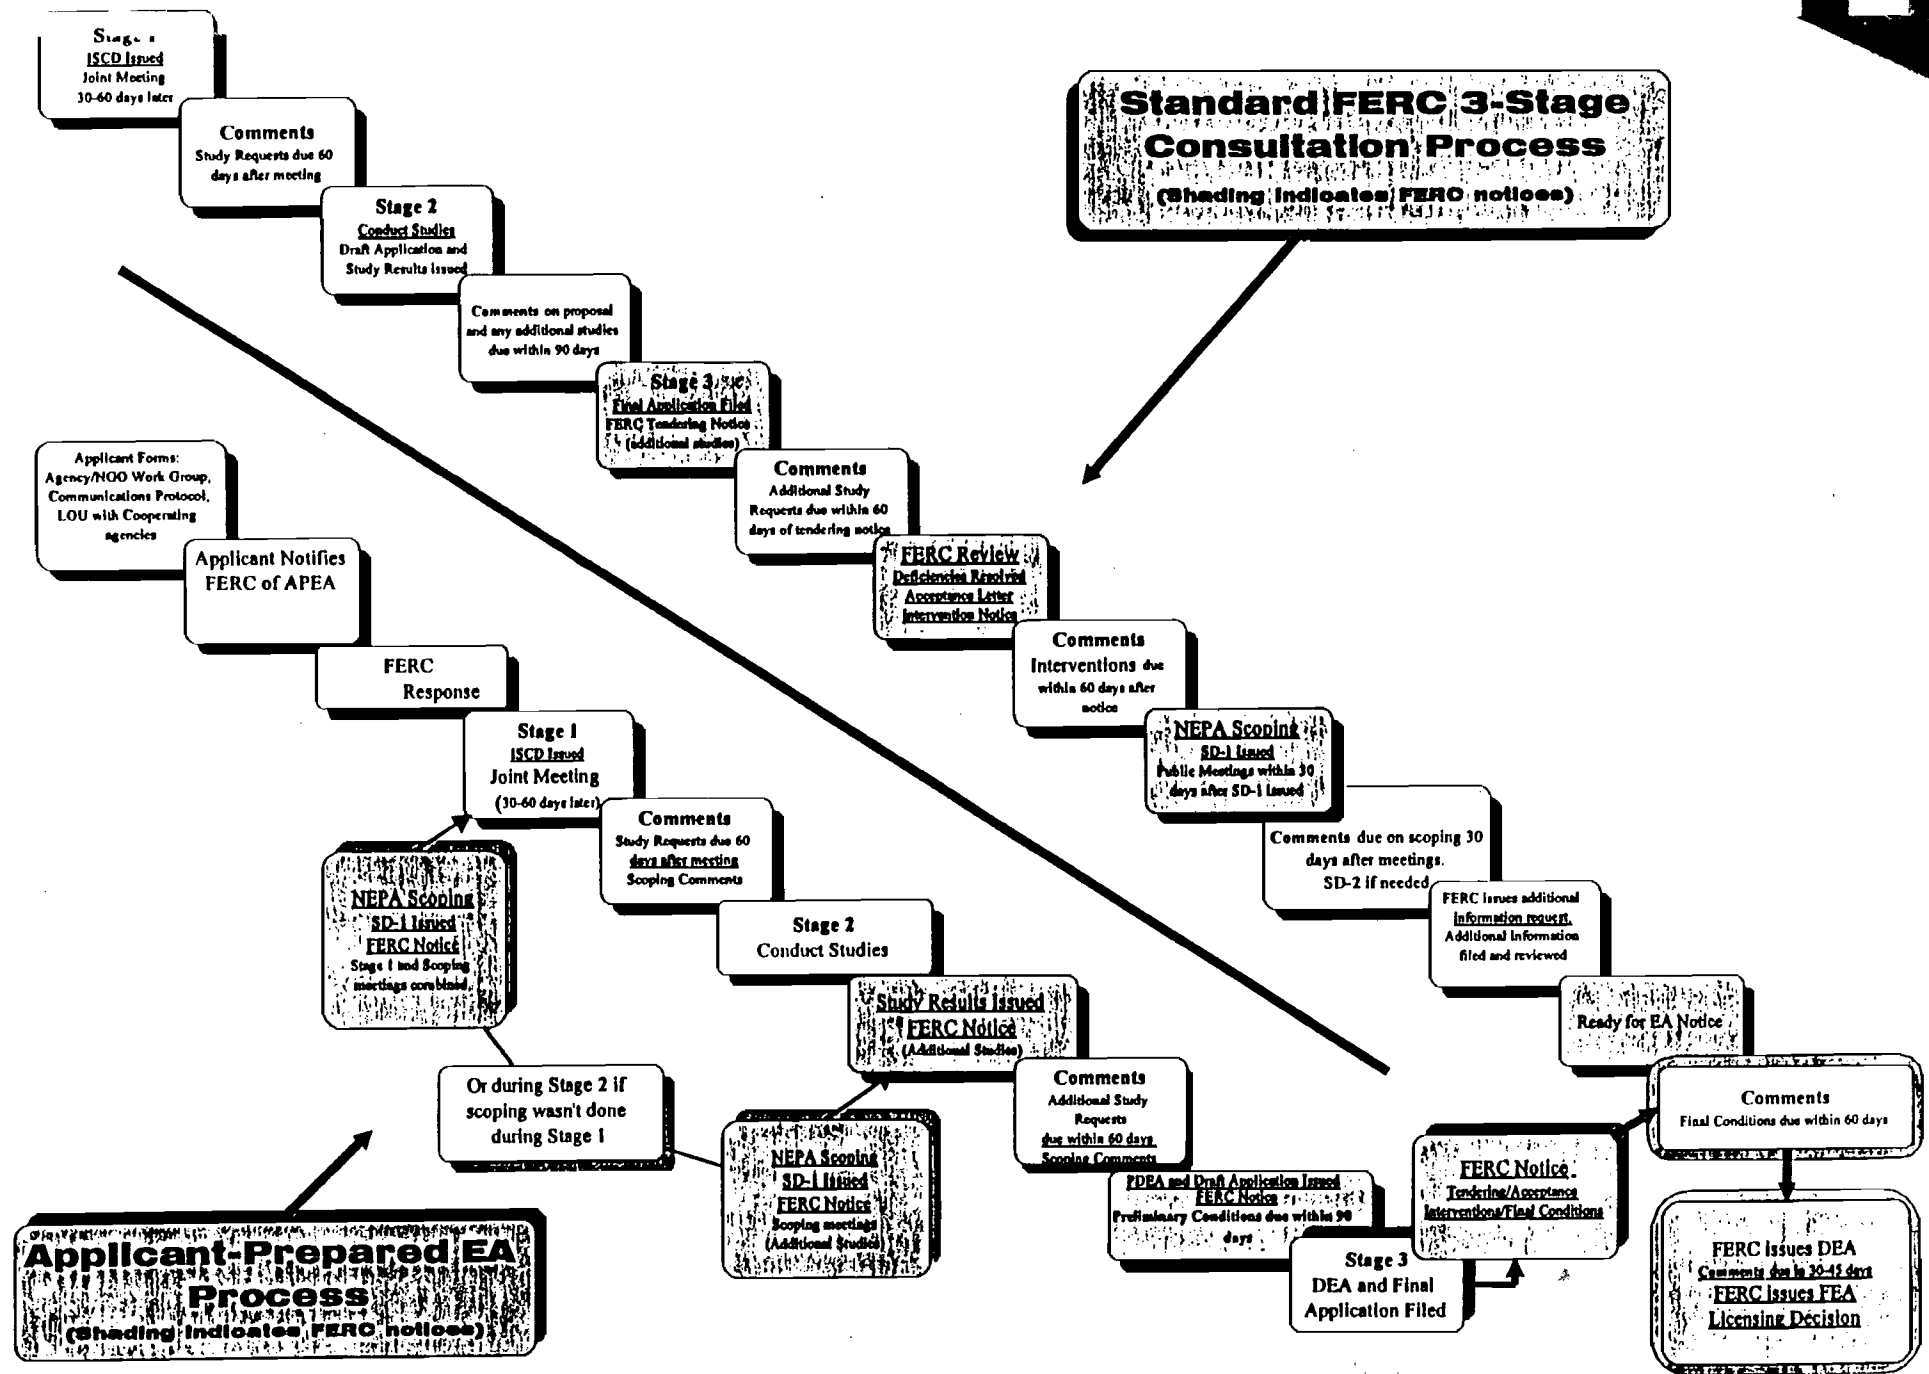 Stage 1
ISCD Issued
Joint Meeting
30-60 days later
Comments
Study Requests due 60
days after meeting
Stage 2
Conduct Studies
Draft Application and
Study Results issued
Comments on proposal
and any additional studies
due within 90 days
Stage 3
Final Application Filed
FERC Tendering Notice
(additional studies)
Comments
Additional Study
Requests due within 60
days of tendering notice
FERC Review
Deficiencies Resolved
Acceptance Letter
Intervention Notice
Comments
Interventions due
within 60 days after
notice
NEPA Scoping
SD-1 Issued
Public Meetings within 30
days after SD-1 Issued
Comments due on scoping 30
days after meetings.
SD-2 if needed
FERC issues additional
information request.
Additional Information
filed and reviewed
Ready for EA Notice
Comments
Final Conditions due within 60 days
FERC issues DEA
Comments due in 30-45 days
FERC issues FEA
Licensing Decision
Standard FERC 3-Stage
Consultation Process
(Shading indicates FERC notices)
Applicant Forms:
Agency/NGO Work Group,
Communications Protocol,
LOU with Cooperating
agencies
Applicant Notifies
FERC of APEA
FERC
Response
Stage 1
ISCD Issued
Joint Meeting
(30-60 days later)
Comments
Study Requests due 60
days after meeting
Scoping Comments
NEPA Scoping
SD-1 Issued
FERC Notice
Stage 1 and Scoping
meetings combined
Stage 2
Conduct Studies
Study Results Issued
FERC Notice
(Additional Studies)
Or during Stage 2 if
scoping wasn't done
during Stage 1
NEPA Scoping
SD-1 Issued
FERC Notice
Scoping meetings
(Additional Studies
Comments
Additional Study
Requests
due within 60 days
Scoping Comments
PDEA and Draft Application Issued
FERC Notice
Preliminary Conditions due within 90
days
Stage 3
DEA and Final
Application Filed
FERC Notice
Tendering/Acceptance
Interventions/Final Conditions
Applicant-Prepared EA
Process
(Shading indicates FERC notices)